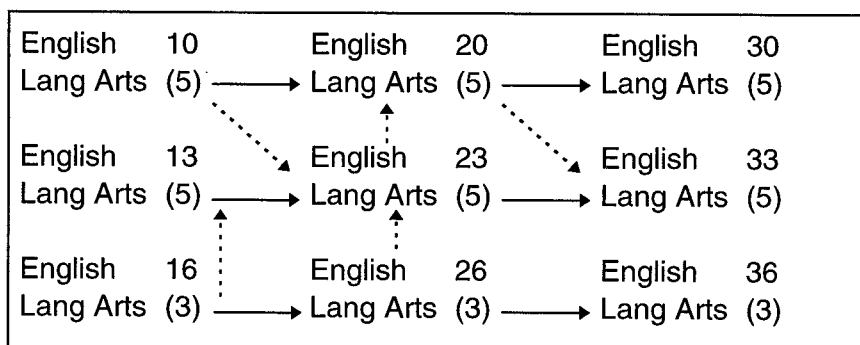 English 10 English 20 English 30
Lang Arts (5) Lang Arts (5) Lang Arts (5)
English 13 English 23 English 33
Lang Arts (5) Lang Arts (5) Lang Arts (5)
English 16 English 26 English 36
Lang Arts (3) Lang Arts (3) Lang Arts (3)